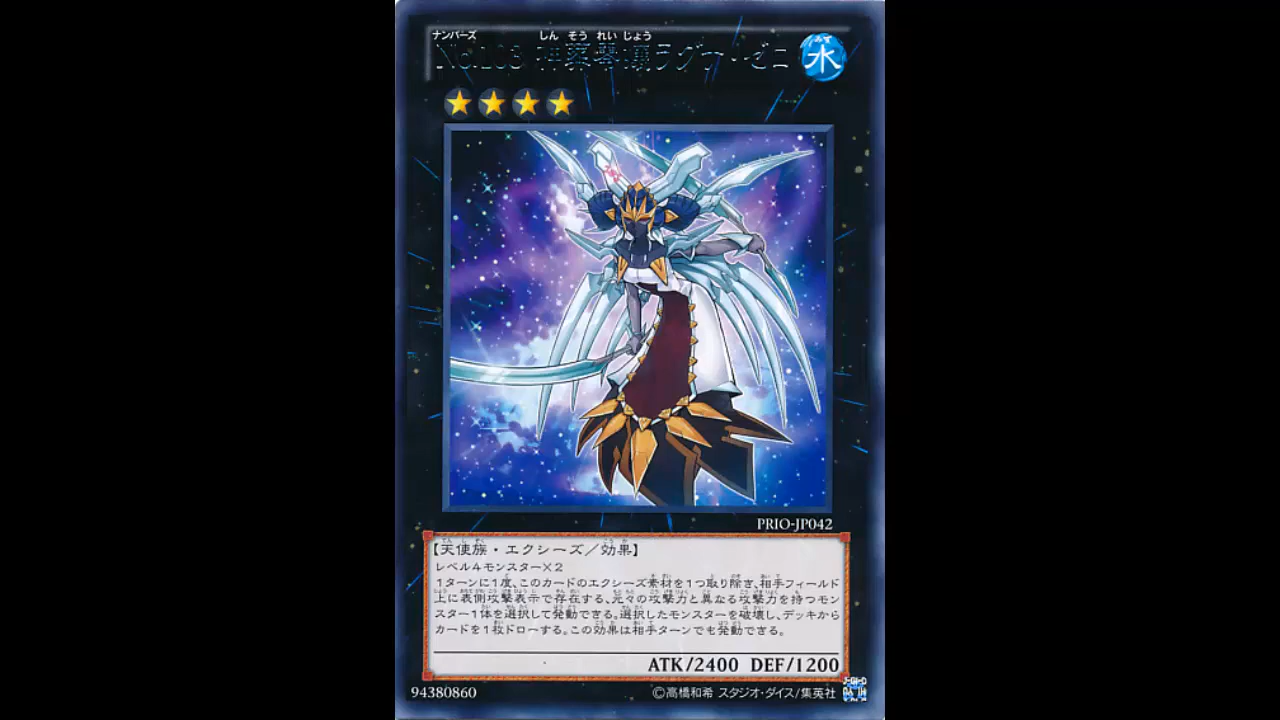 ナンバーズ しん そう れい じょう
No.103 神葬零嬢ラグナ・ゼロ
水
PRIO-JP042
【天使族・エクシーズ/効果】
レベル4モンスター×2
1ターンに1度、このカードのエクシーズ素材を1つ取り除き、相手フィールド
上に表側攻撃表示で存在する、元々の攻撃力と異なる攻撃力を持つモン
スター1体を選択して発動できる。選択したモンスターを破壊し、デッキから
カードを1枚ドローする。この効果は相手ターンでも発動できる。
ATK/2400 DEF/1200
94380860
©高橋和希 スタジオ・ダイス/集英社